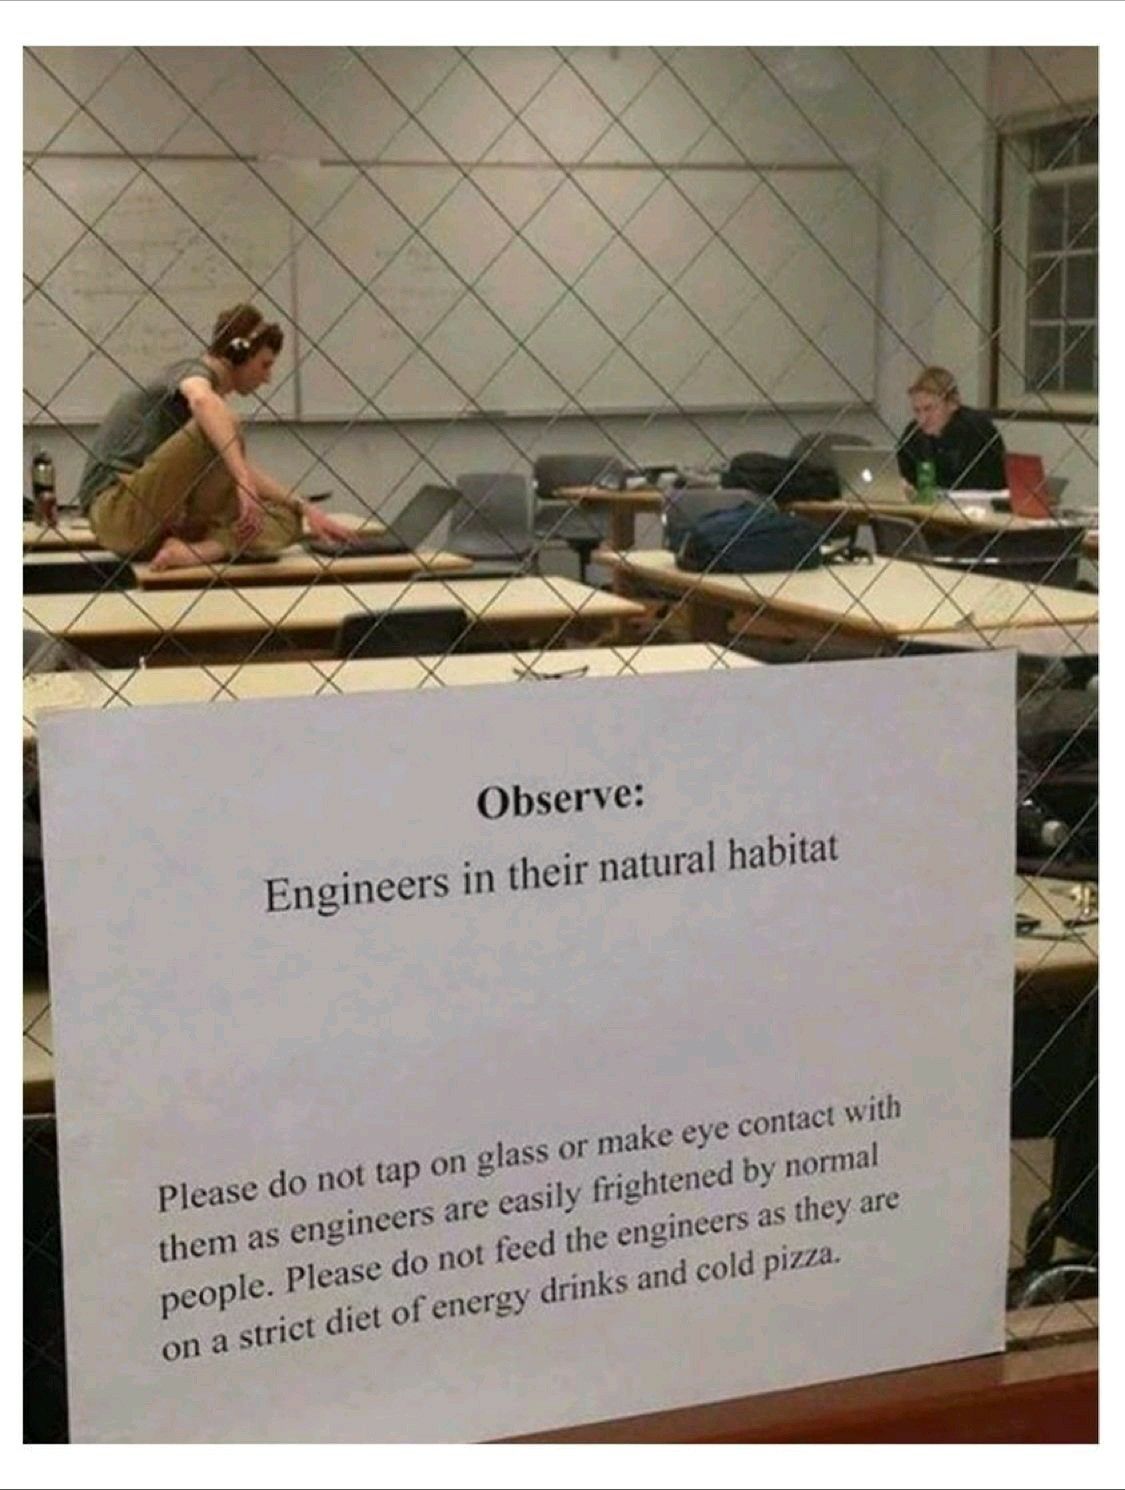 Observe:
Engineers in their natural habitat
Please do not tap on glass or make eye contact with
them as engineers are easily frightened by normal
people. Please do not feed the engineers as they are
on a strict diet of energy drinks and cold pizza.